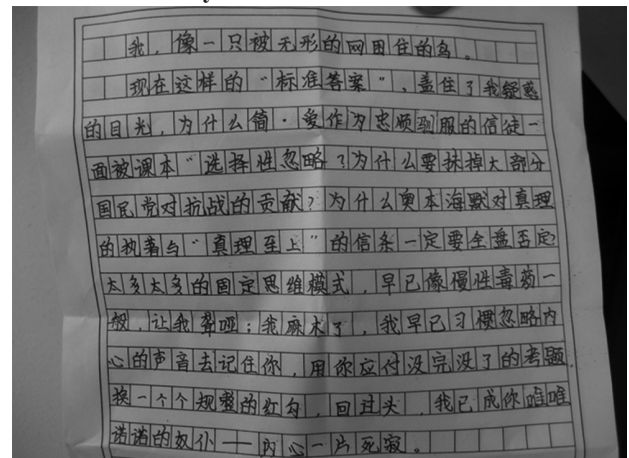 我，像一只被无形的网困住的鸟。
现在这样的“标准答案”，盖住了我疑惑
的目光，为什么简·爱作为忠顺驯服的信徒一
面被课本“选择性忽略”？为什么要抹掉大部分
国民党对抗战的贡献？为什么奥本海默对真理
的执著与“真理至上”的信条一定要全盘否定？
太多太多的固定思维模式，早已像慢性毒药一
般，让我聋哑；我麻木了，我早已习惯忽略内
心的声音去记住你，用你应付没完没了的考题
换一个个规整的红勾，回过头，我已成你唯唯
诺诺的奴仆——内心一片死寂。